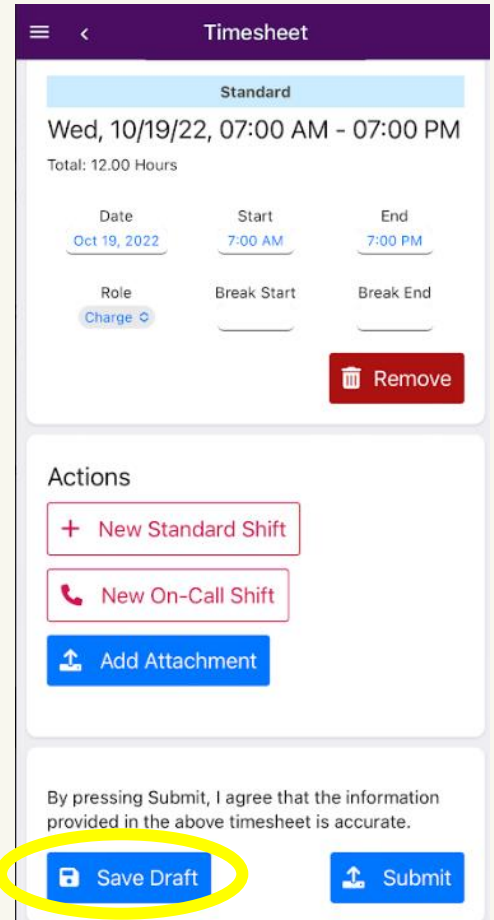 Timesheet
Standard
Wed, 10/19/22, 07:00 AM - 07:00 PM
Total: 12.00 Hours
Date Start End
Oct 19, 2022 7:00 AM 7:00 PM
Role Break Start Break End
Charge
Remove
Actions
+ New Standard Shift
New On-Call Shift
Add Attachment
By pressing Submit, I agree that the information
provided in the above timesheet is accurate.
Save Draft Submit